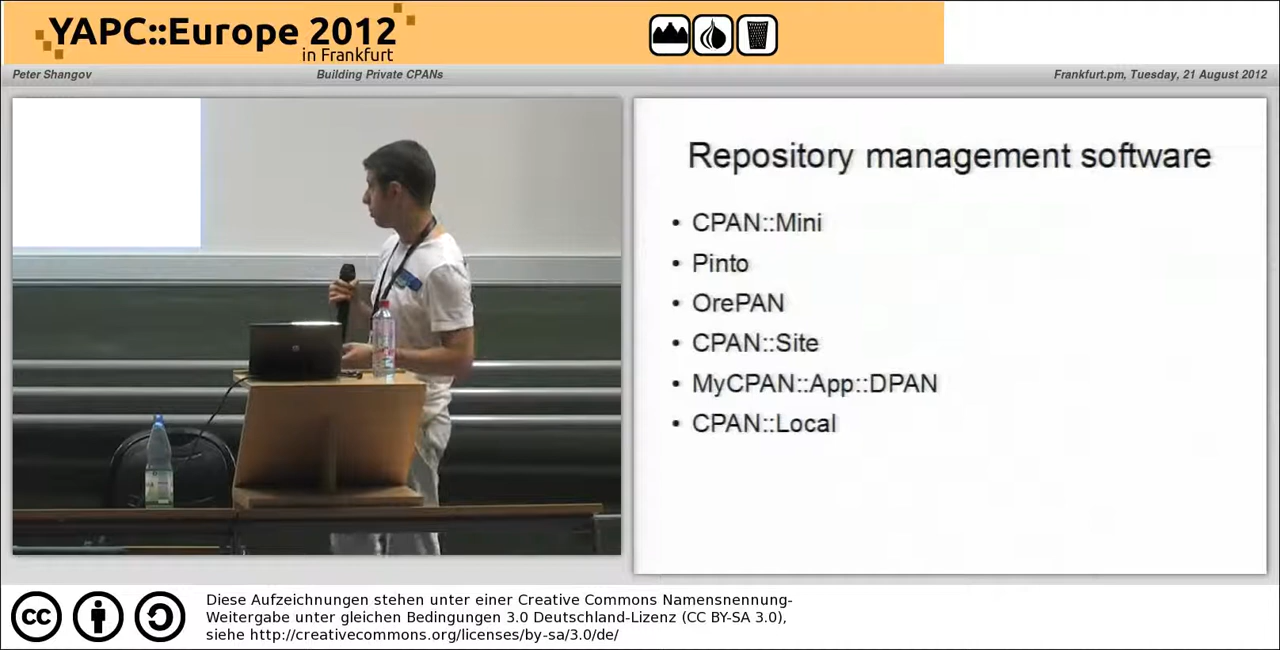 YAPC::Europe 2012
in Frankfurt
Peter Shangov
Building Private CPANs
Frankfurt.pm, Tuesday, 21 August 2012
Repository management software
• CPAN::Mini
• Pinto
• OrePAN
• CPAN::Site
• MyCPAN::App::DPAN
• CPAN::Local
cc
Diese Aufzeichnungen stehen unter einer Creative Commons Namensnennung-
Weitergabe unter gleichen Bedingungen 3.0 Deutschland-Lizenz (CC BY-SA 3.0),
siehe http://creativecommons.org/licenses/by-sa/3.0/de/